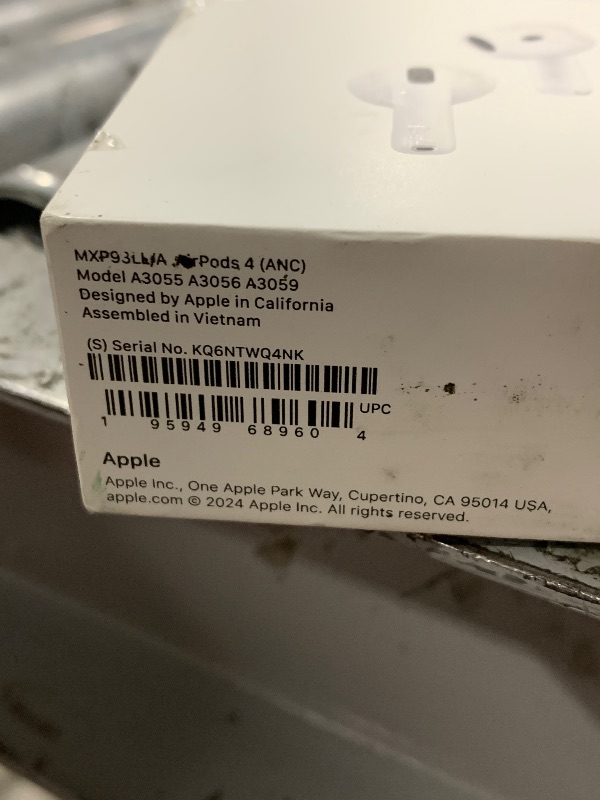 MXP93LL/A AirPods 4 (ANC)
Model A3055 A3056 A3059
Designed by Apple in California
Assembled in Vietnam
(S) Serial No. KQ6NTWQ4NK
UPC
1 95949 68960 4
Apple
Apple Inc., One Apple Park Way, Cupertino, CA 95014 USA,
apple.com © 2024 Apple Inc. All rights reserved.